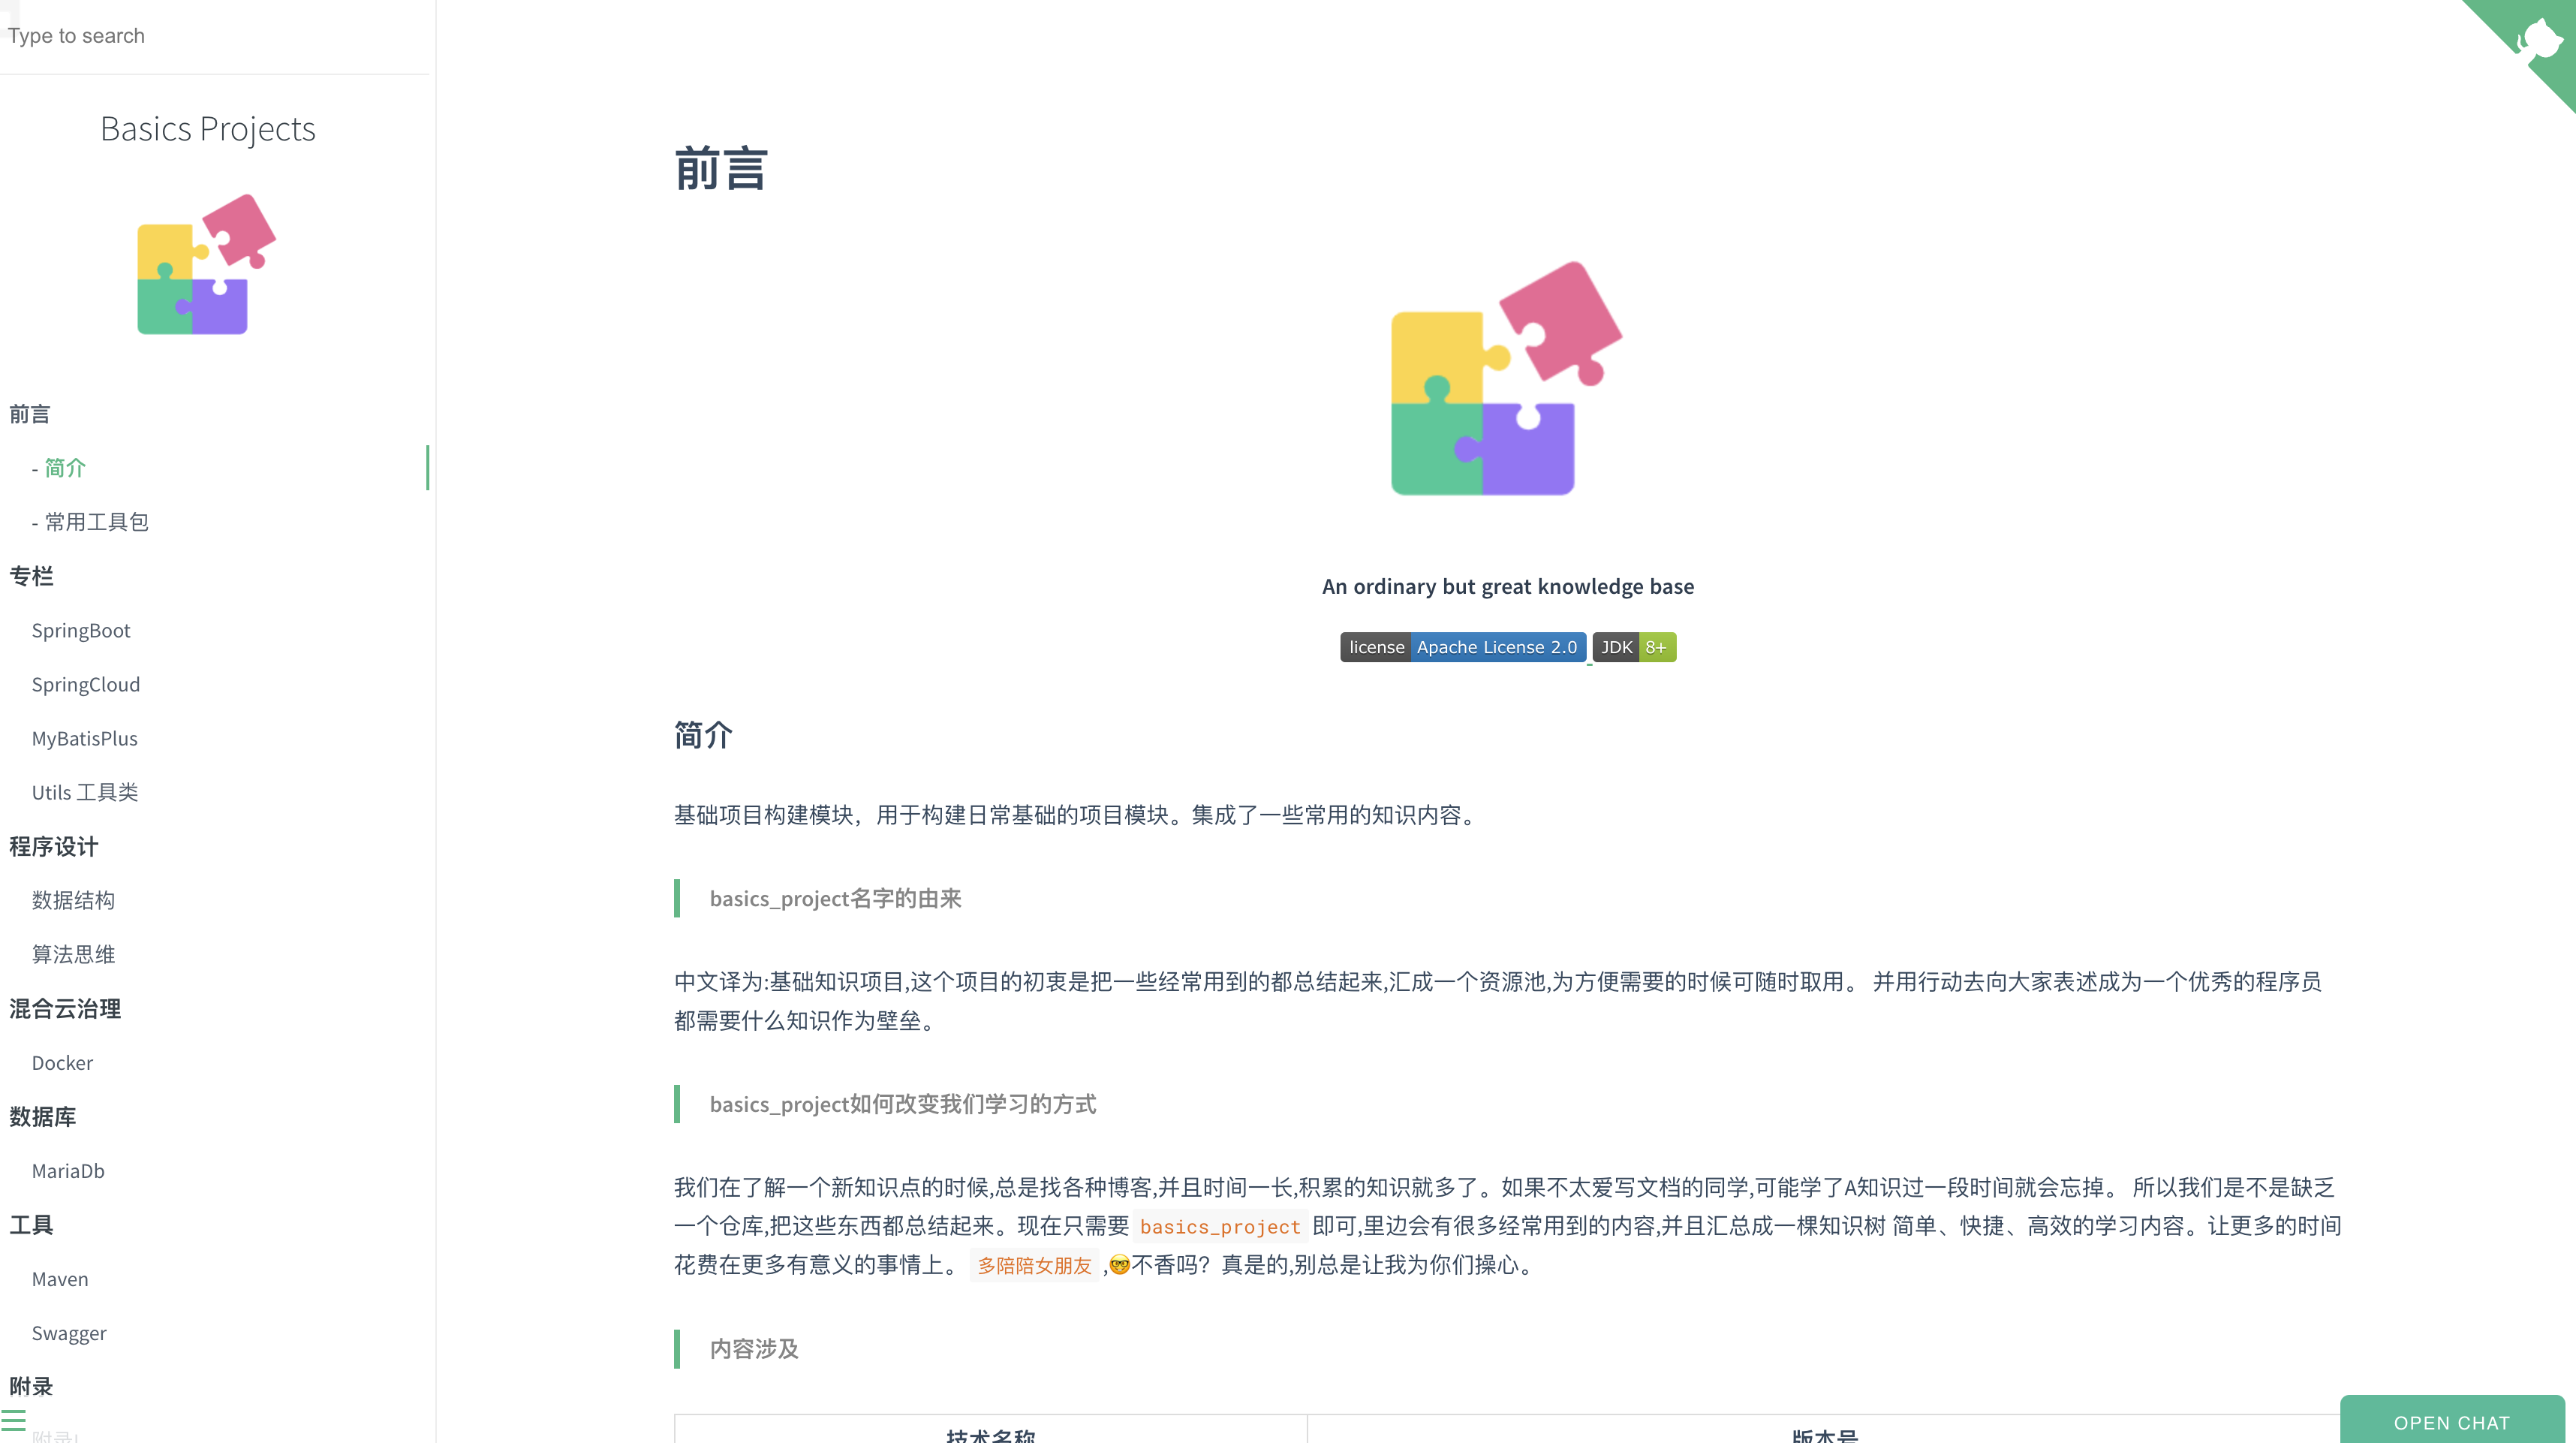 Type to search
Basics Projects
前言
- 简介
- 常用工具包
专栏
SpringBoot
SpringCloud
MyBatisPlus
Utils 工具类
程序设计
数据结构
算法思维
混合云治理
Docker
数据库
MariaDb
工具
Maven
Swagger
附录
前言
An ordinary but great knowledge base
license Apache License 2.0 JDK 8+
简介
基础项目构建模块，用于构建日常基础的项目模块。集成了一些常用的知识内容。
basics_project名字的由来
中文译为:基础知识项目,这个项目的初衷是把一些经常用到的都总结起来,汇成一个资源池,为方便需要的时候可随时取用。 并用行动去向大家表述成为一个优秀的程序员
都需要什么知识作为壁垒。
basics_project如何改变我们学习的方式
我们在了解一个新知识点的时候,总是找各种博客,并且时间一长,积累的知识就多了。如果不太爱写文档的同学,可能学了A知识过一段时间就会忘掉。 所以我们是不是缺乏
一个仓库,把这些东西都总结起来。现在只需要 basics_project 即可,里边会有很多经常用到的内容,并且汇总成一棵知识树 简单、快捷、高效的学习内容。让更多的时间
花费在更多有意义的事情上。 多陪陪女朋友 ,🤓不香吗？真是的,别总是让我为你们操心。
内容涉及
技术名称 版本号
OPEN CHAT